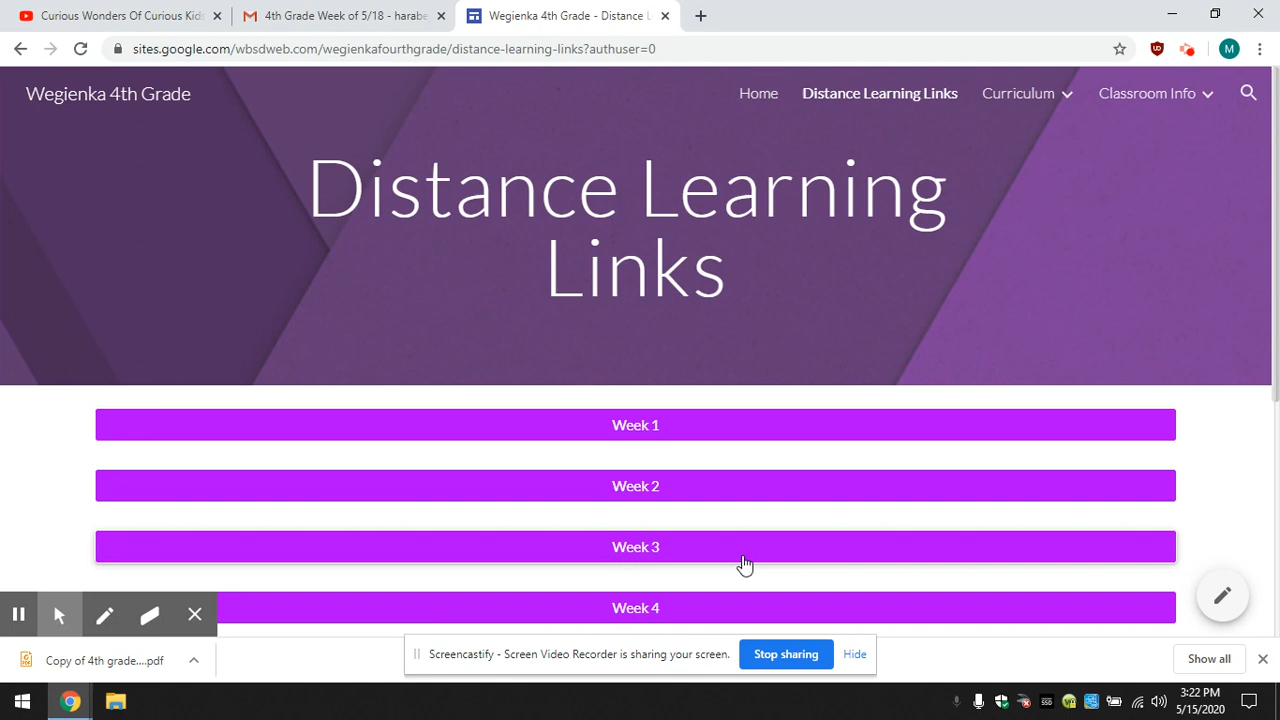 Curious Wonders Of Curious Kids
4th Grade Week of 5/18 - harabe
Wegienka 4th Grade - Distance L
sites.google.com/wbsdweb.com/wegienkafourthgrade/distance-learning-links?authuser=0
M
Wegienka 4th Grade
Home
Distance Learning Links
Curriculum
Classroom Info
Distance Learning
Links
Week 1
Week 2
Week 3
Week 4
Copy of 4th grade....pdf
Screencastify - Screen Video Recorder is sharing your screen.
Stop sharing
Hide
Show all
3:22 PM
5/15/2020